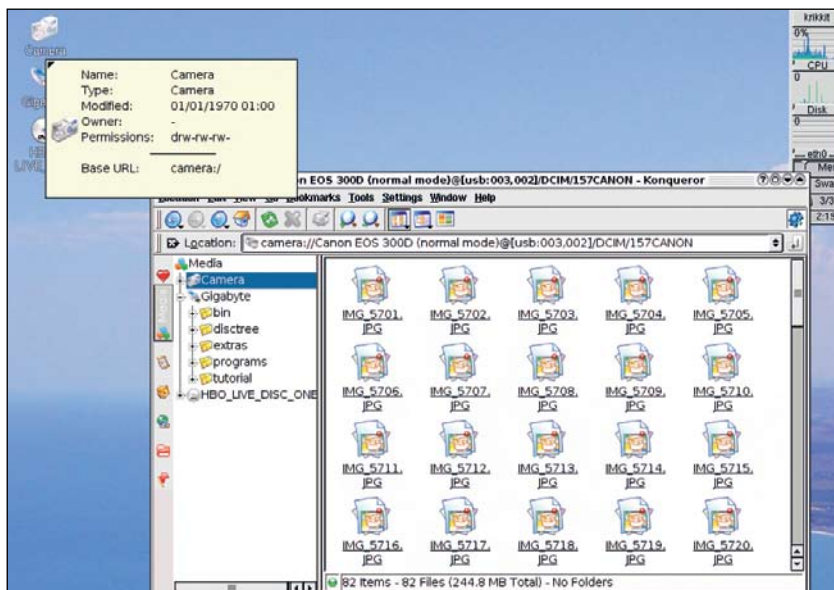 Camera
Name: Camera
Type: Camera
Modified: 01/01/1970 01:00
Owner: -
Permissions: drw-rw-rw-
Base URL: camera:/
krikkit
0%
CPU
0
Disk
0
eth0
3/3
EOS 300D (normal mode)@[usb:003,002]/DCIM/157CANON - Konqueror
Bookmarks Tools Settings Window Help
Location: camera://Canon EOS 300D (normal mode)@[usb:003,002]/DCIM/157CANON
Media
Camera
Gigabyte
bin
disctree
extras
programs
tutorial
HBO_LIVE_DISC_ONE
IMG_5701. IMG_5702. IMG_5703. IMG_5704. IMG_5705.
JPG JPG JPG JPG JPG
IMG_5706. IMG_5707. IMG_5708. IMG_5709. IMG_5710.
JPG JPG JPG JPG JPG
IMG_5711. IMG_5712. IMG_5713. IMG_5714. IMG_5715.
JPG JPG JPG JPG JPG
IMG_5716. IMG_5717. IMG_5718. IMG_5719. IMG_5720.
JPG JPG JPG JPG JPG
82 Items - 82 Files (244.8 MB Total) - No Folders